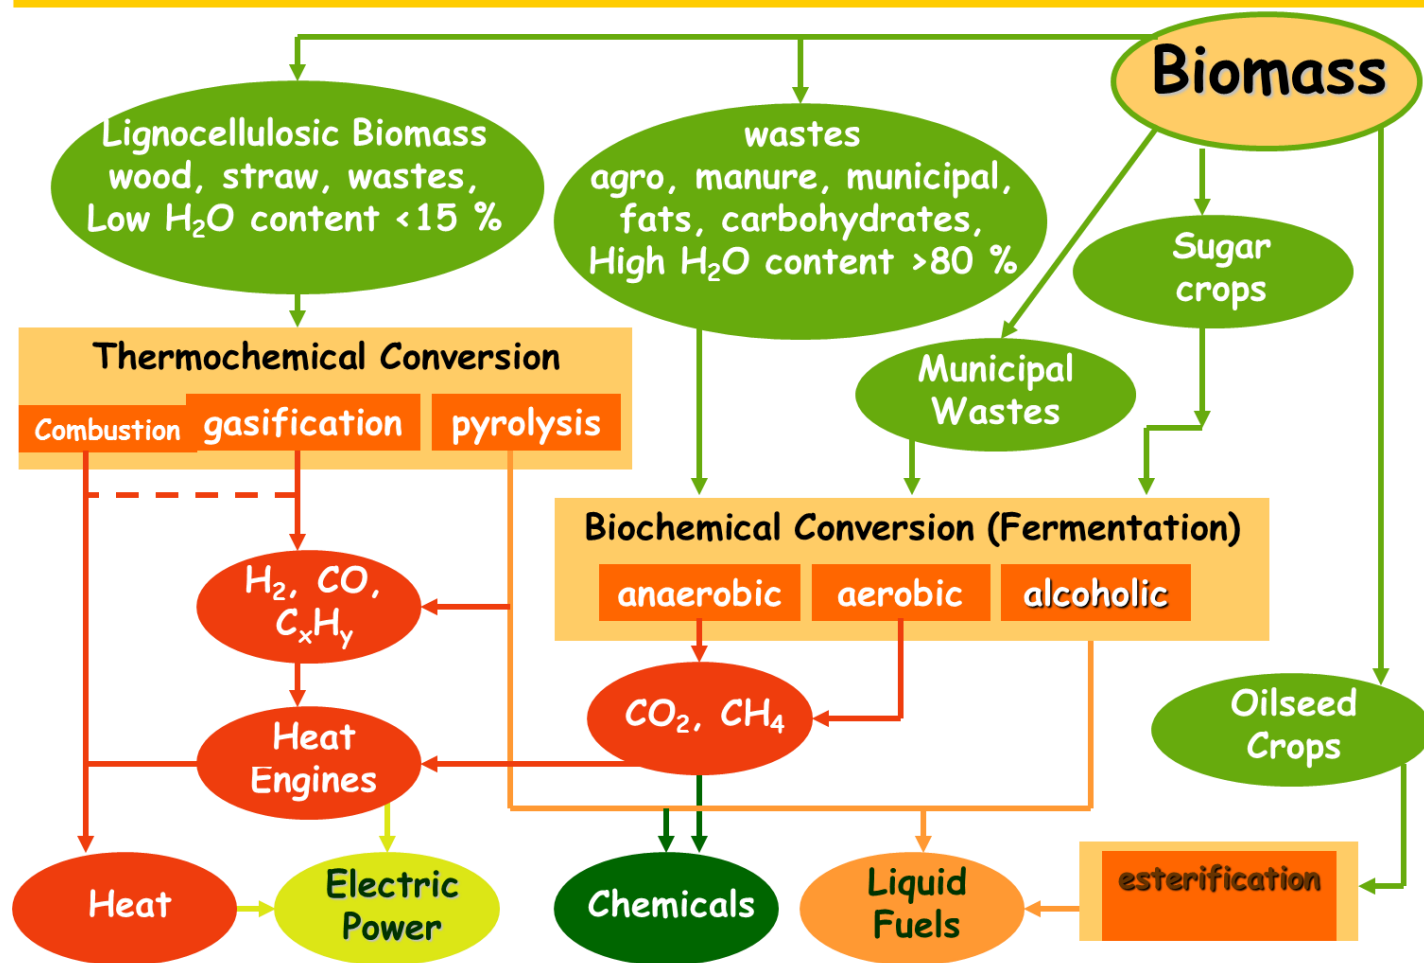 Biomass
Lignocellulosic Biomass
wood, straw, wastes,
Low H₂O content <15 %
wastes
agro, manure, municipal,
fats, carbohydrates,
High H₂O content >80 %
Sugar
crops
Municipal
Wastes
Thermochemical Conversion
Combustion
gasification
pyrolysis
Biochemical Conversion (Fermentation)
anaerobic
aerobic
alcoholic
H₂, CO,
CₓHᵧ
CO₂, CH₄
Heat
Engines
Oilseed
Crops
Heat
Electric
Power
Chemicals
Liquid
Fuels
esterification